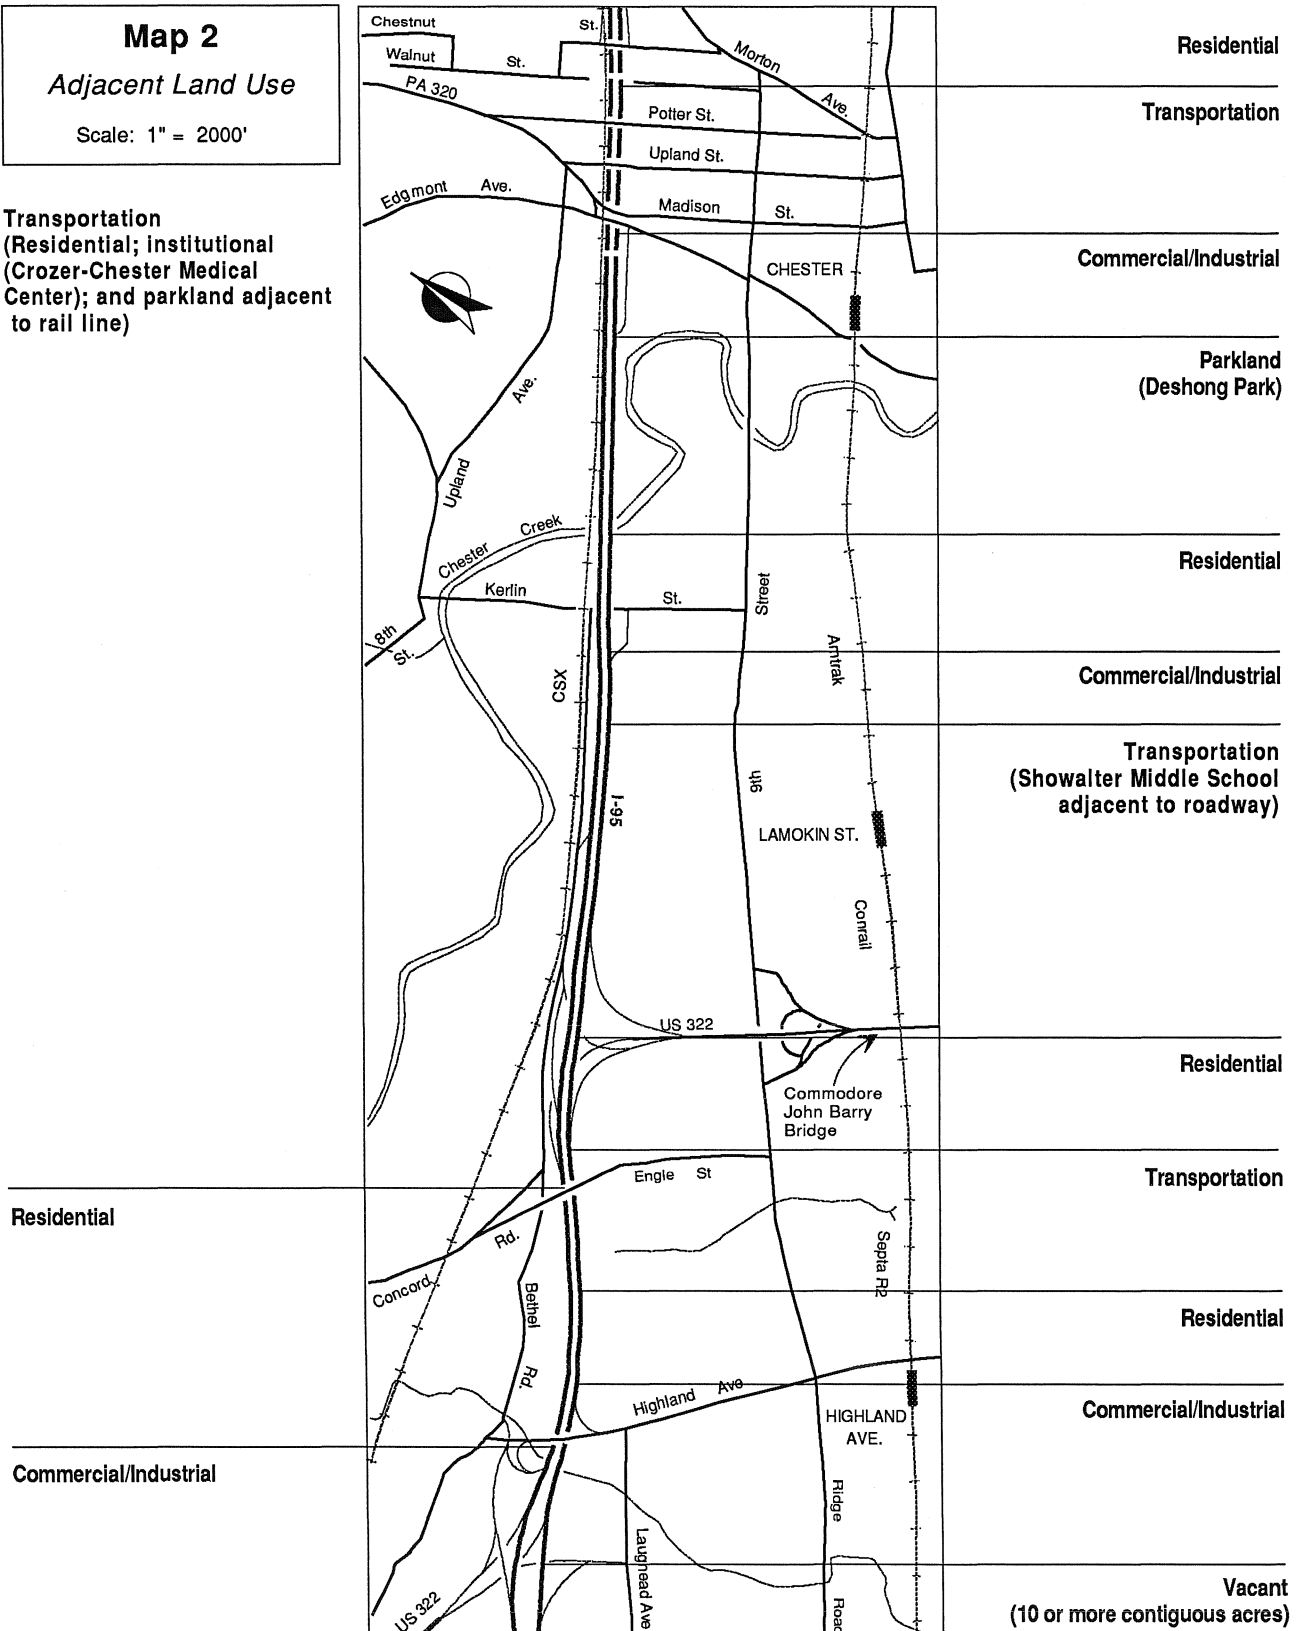 Map 2
Adjacent Land Use
Scale: 1" = 2000'
Transportation
(Residential; institutional
(Crozer-Chester Medical
Center); and parkland adjacent
to rail line)
Residential
Commercial/Industrial
Chestnut
St.
Walnut
St.
PA 320
Morton
Ave.
Potter St.
Upland St.
Edgmont Ave.
Madison St.
CHESTER
Ave.
Upland
Chester Creek
Kerlin St.
8th
St.
Street
Amtrak
CSX
9th
I-95
LAMOKIN ST.
Conrail
US 322
Commodore
John Barry
Bridge
Engle St
Rd.
Concord
Septa R2
Bethel
Rd.
Highland Ave
HIGHLAND
AVE.
Ridge
Road
Laughead Ave
US 322
Residential
Transportation
Commercial/Industrial
Parkland
(Deshong Park)
Residential
Commercial/Industrial
Transportation
(Showalter Middle School
adjacent to roadway)
Residential
Transportation
Residential
Commercial/Industrial
Vacant
(10 or more contiguous acres)